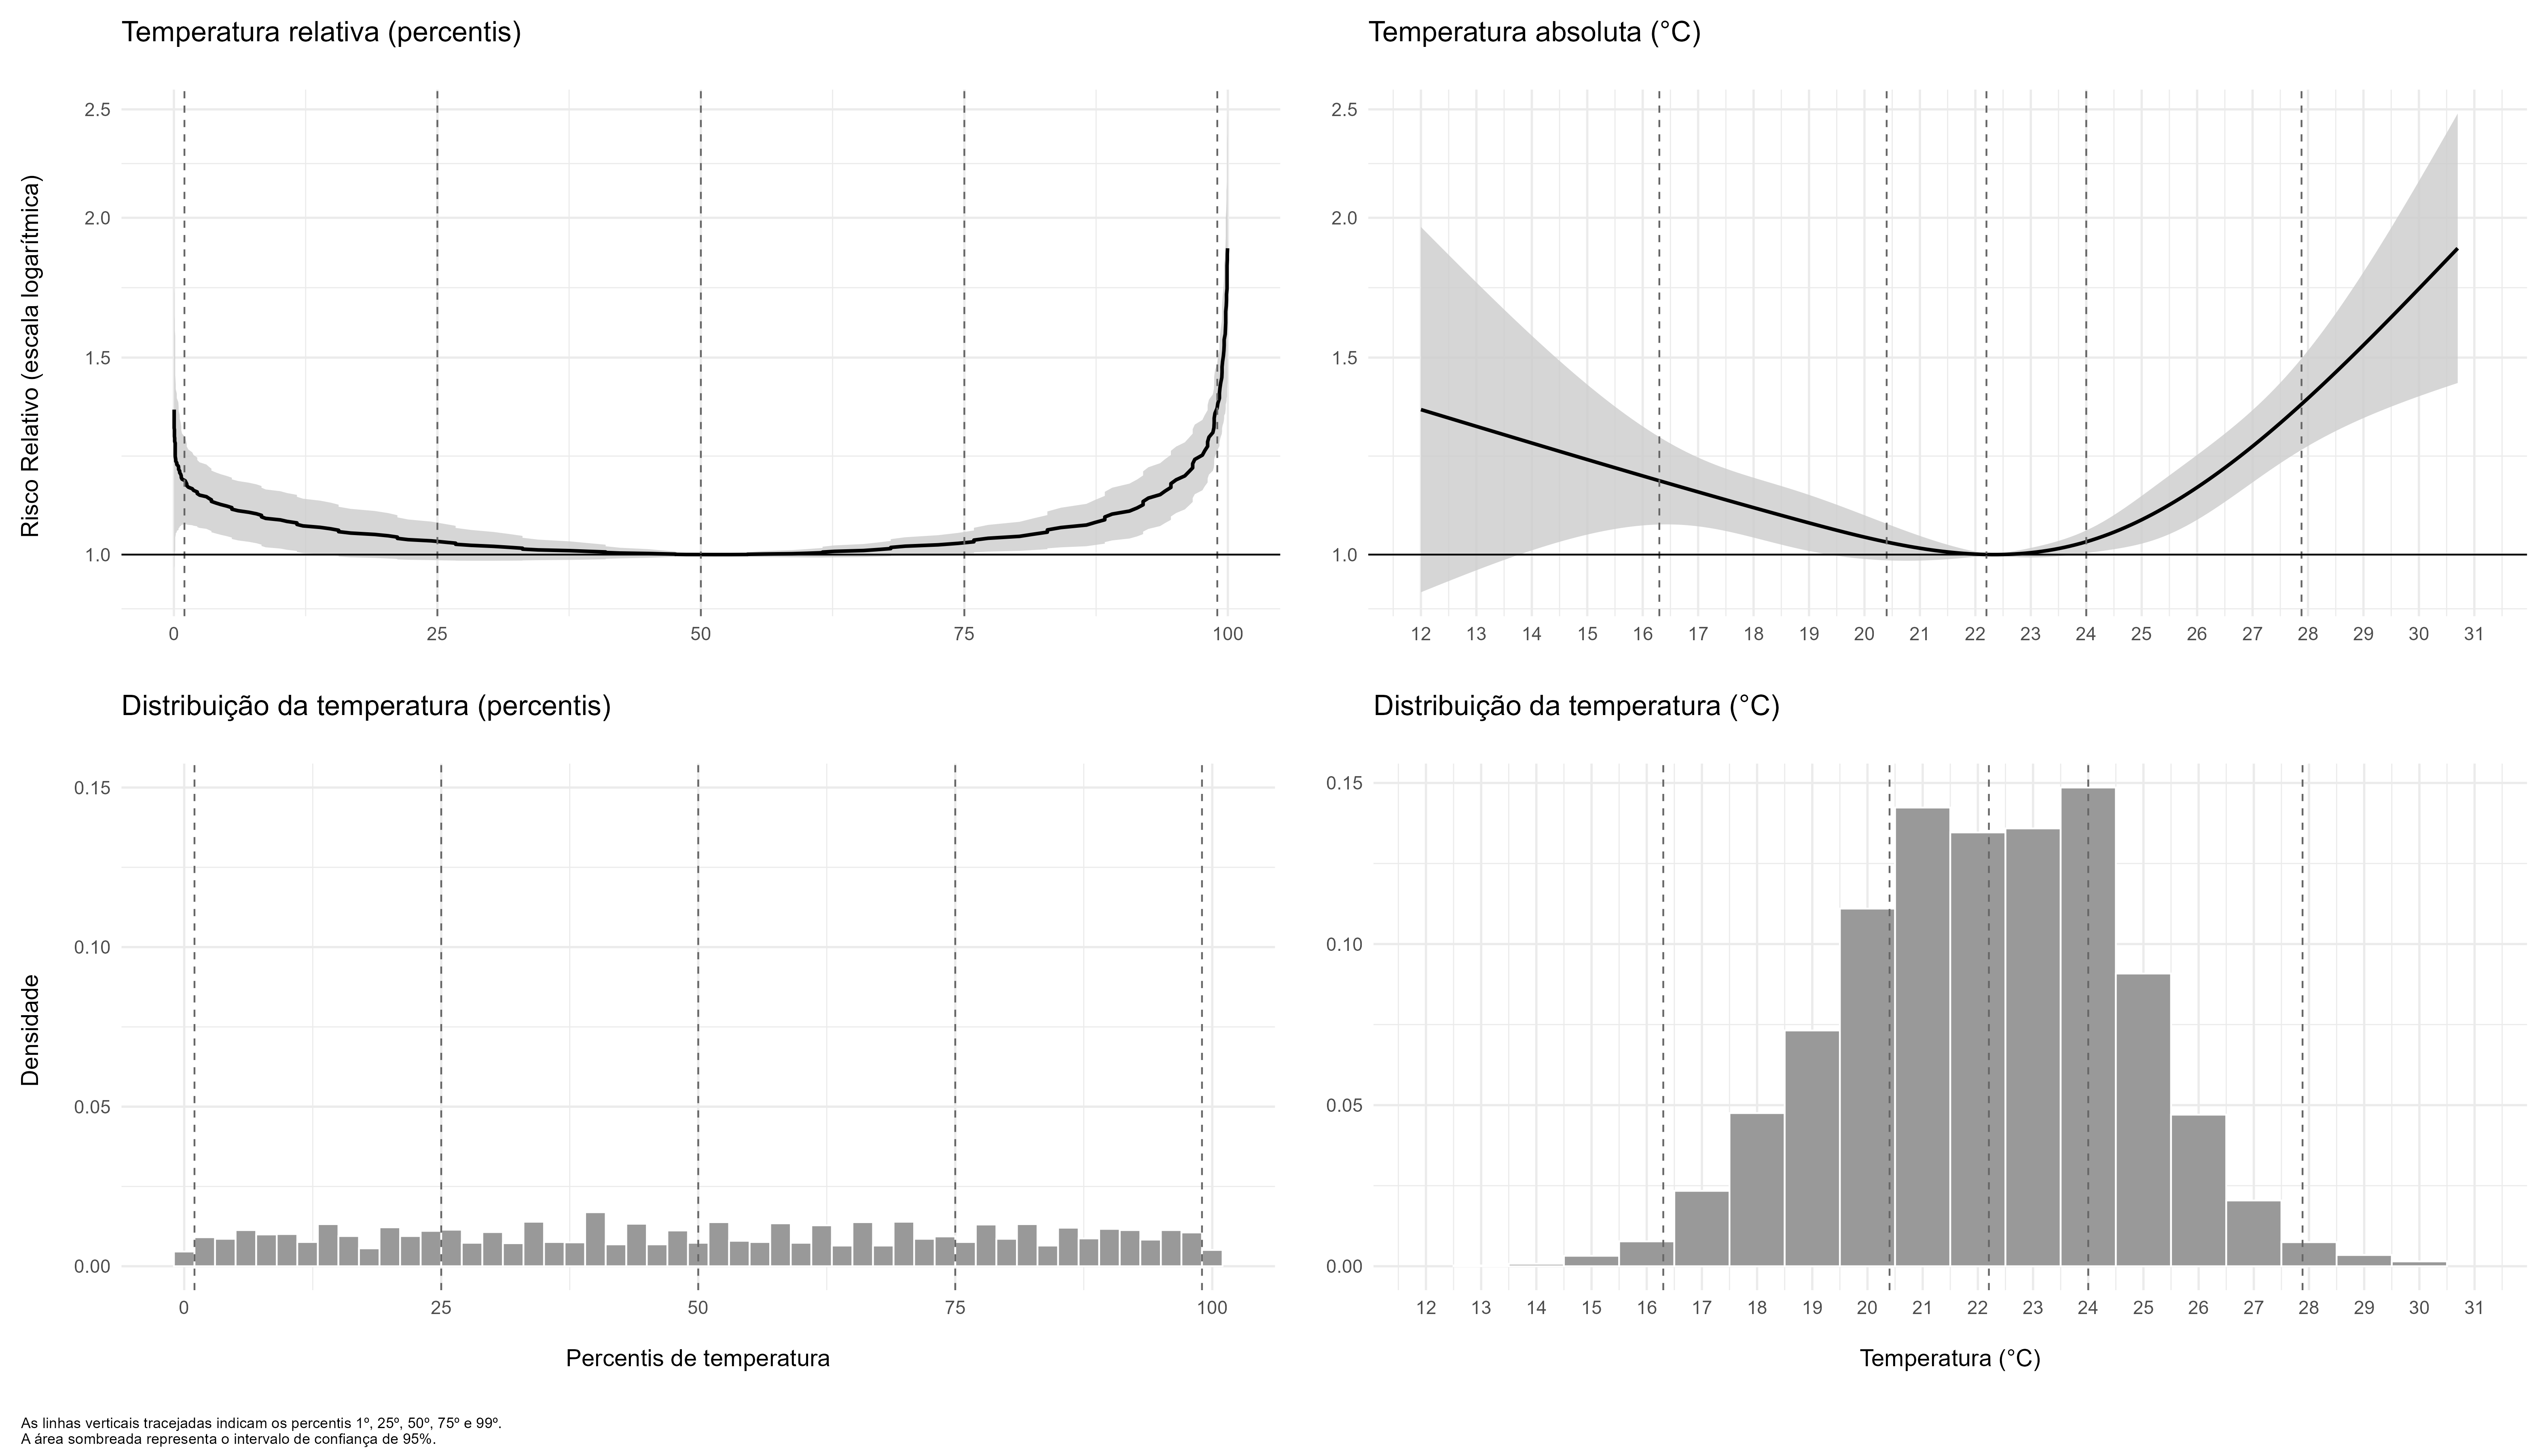 Temperatura relativa (percentis)
Temperatura absoluta (°C)
Risco Relativo (escala logarítmica)
2.5
2.0
1.5
1.0
0 25 50 75 100
2.5
2.0
1.5
1.0
12 13 14 15 16 17 18 19 20 21 22 23 24 25 26 27 28 29 30 31
Distribuição da temperatura (percentis)
Distribuição da temperatura (°C)
Densidade
0.15
0.10
0.05
0.00
0 25 50 75 100
Percentis de temperatura
0.15
0.10
0.05
0.00
12 13 14 15 16 17 18 19 20 21 22 23 24 25 26 27 28 29 30 31
Temperatura (°C)
As linhas verticais tracejadas indicam os percentis 1º, 25º, 50º, 75º e 99º.
A área sombreada representa o intervalo de confiança de 95%.